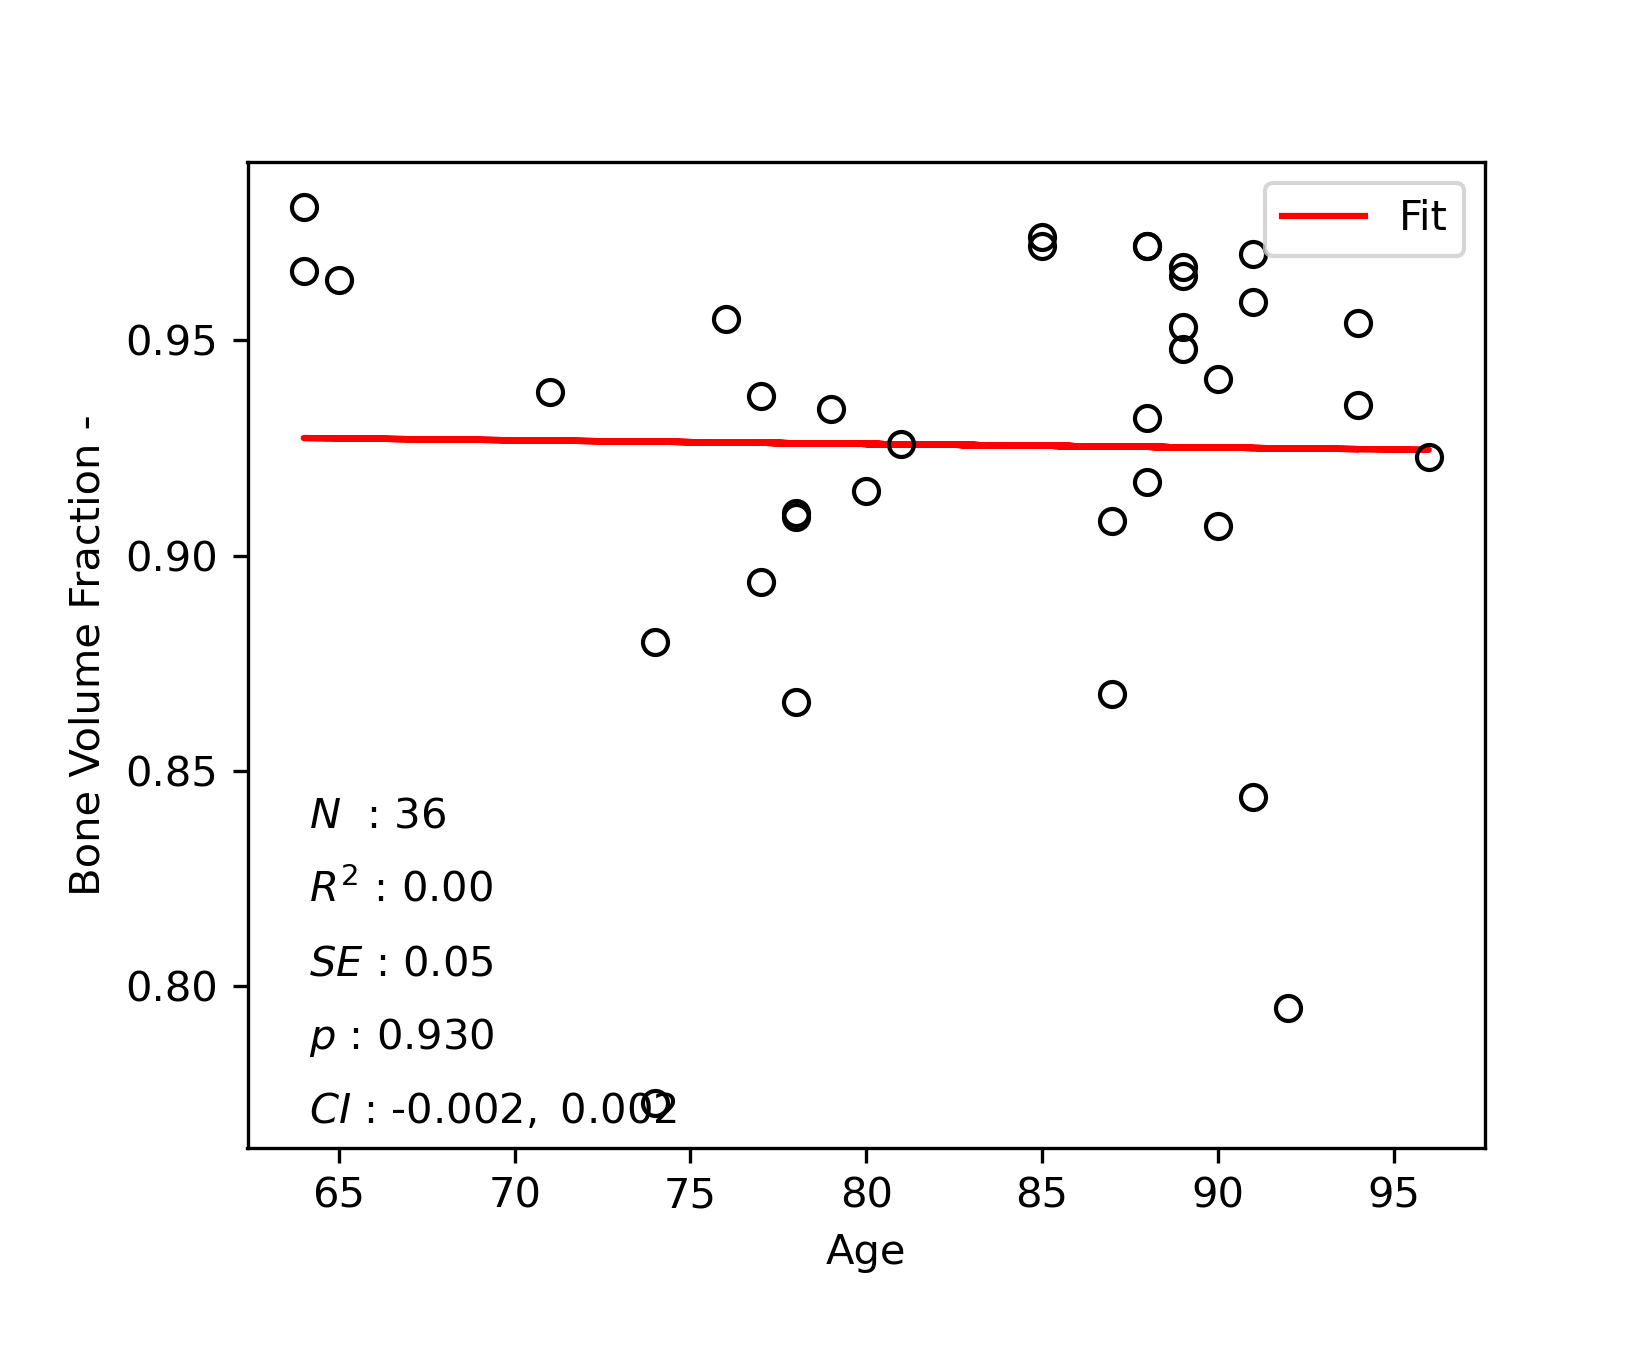 Fit
0.95
0.90
0.85
0.80
Bone Volume Fraction -
N : 36
R² : 0.00
SE : 0.05
p : 0.930
CI : -0.002, 0.002
65 70 75 80 85 90 95
Age